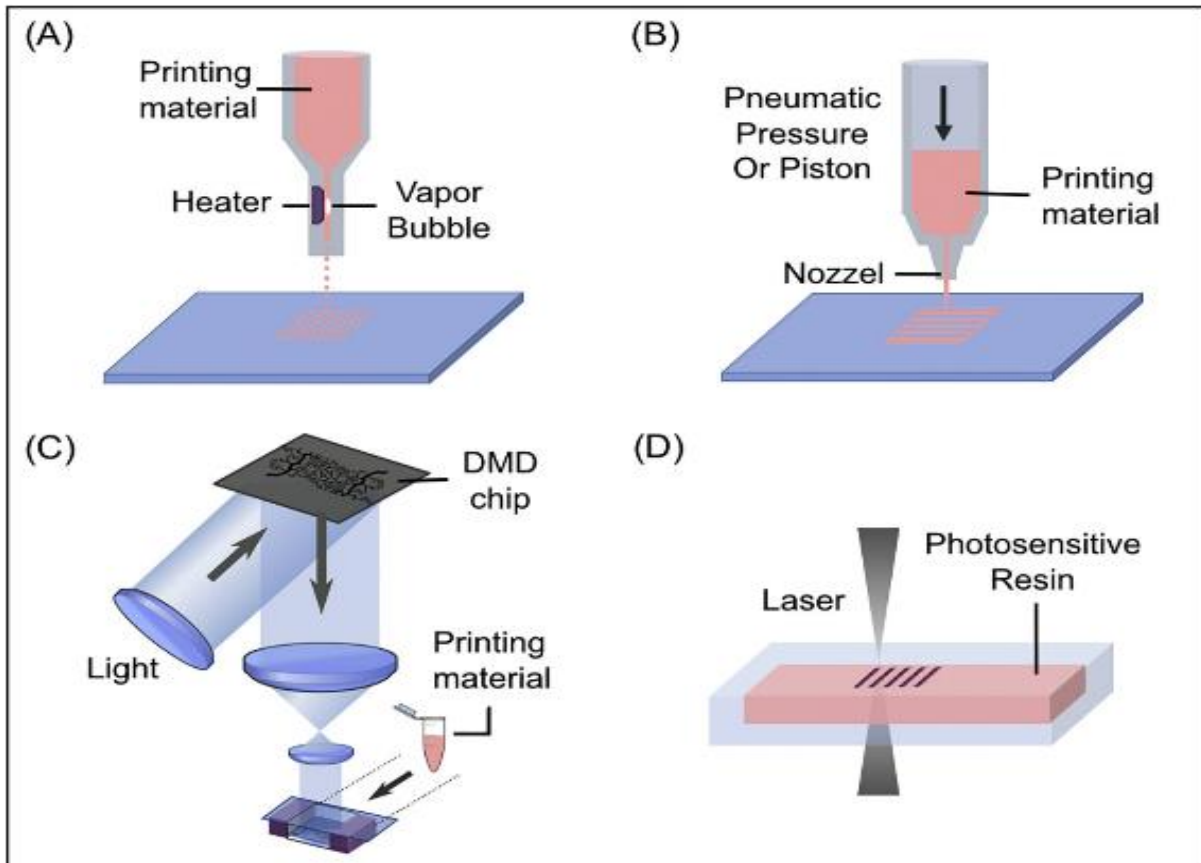 (A)
Printing
material
Heater
Vapor
Bubble
(B)
Pneumatic
Pressure
Or Piston
Printing
material
Nozzel
(C)
DMD
chip
Light
Printing
material
(D)
Photosensitive
Resin
Laser